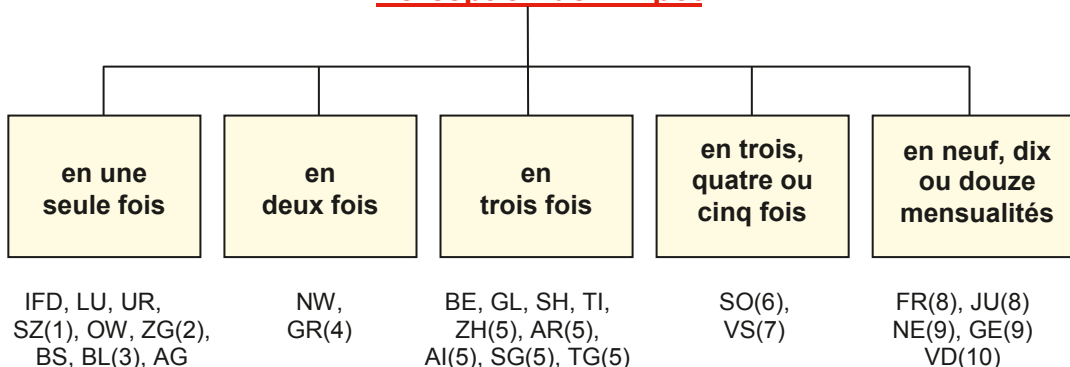 en une
seule fois
en
deux fois
en
trois fois
en trois,
quatre ou
cinq fois
en neuf, dix
ou douze
mensualités
IFD, LU, UR,
SZ(1), OW, ZG(2),
BS, BL(3), AG
NW,
GR(4)
BE, GL, SH, TI,
ZH(5), AR(5),
AI(5), SG(5), TG(5)
SO(6),
VS(7)
FR(8), JU(8)
NE(9), GE(9)
VD(10)